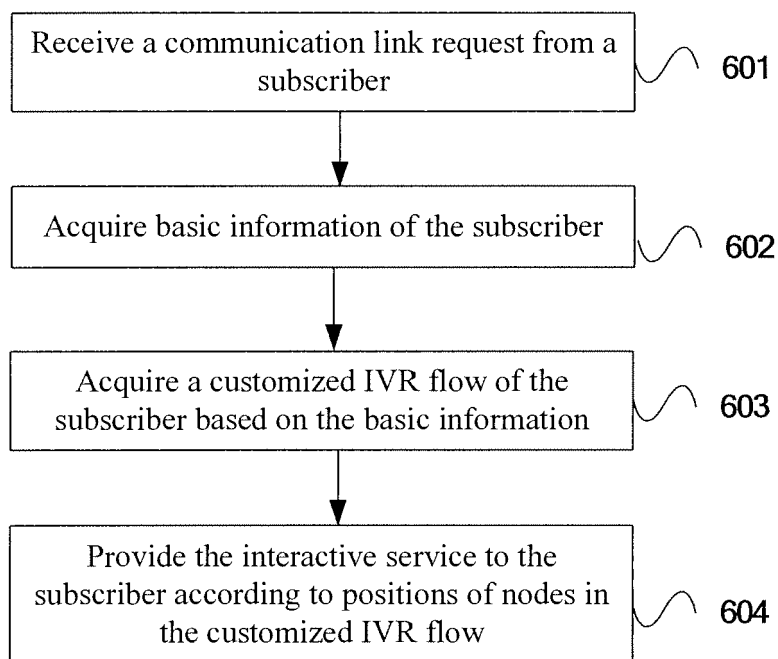 Receive a communication link request from a
subscriber
601
Acquire basic information of the subscriber
602
Acquire a customized IVR flow of the
subscriber based on the basic information
603
Provide the interactive service to the
subscriber according to positions of nodes in
the customized IVR flow
604